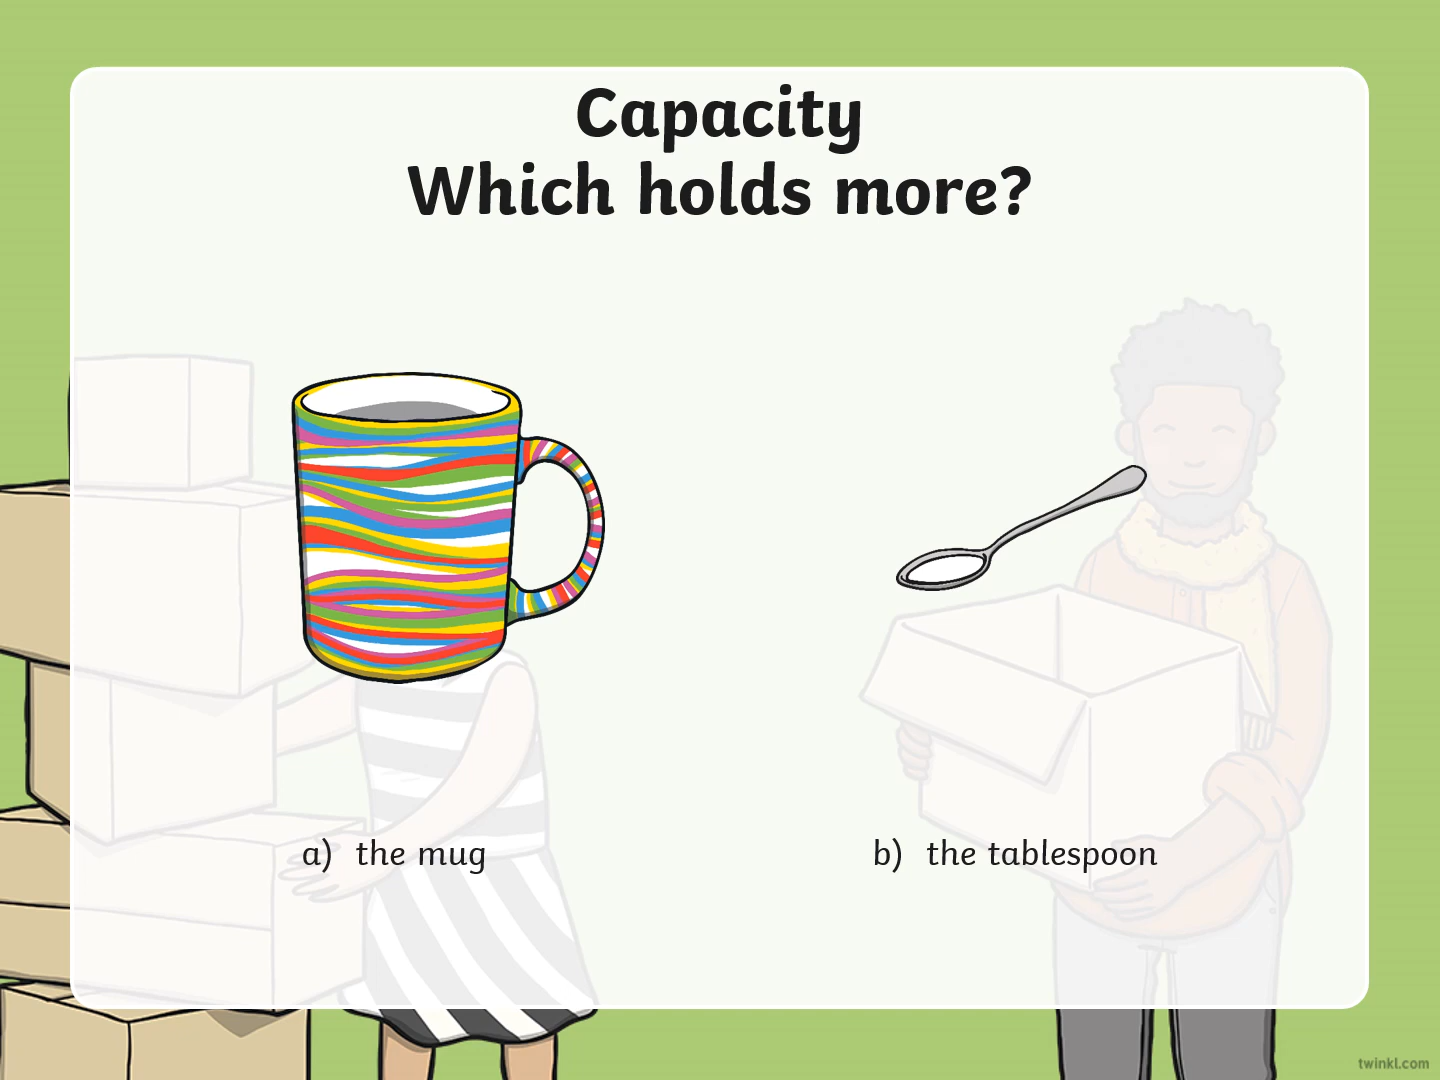 Capacity
Which holds more?
a) the mug
b) the tablespoon
twinkl.com